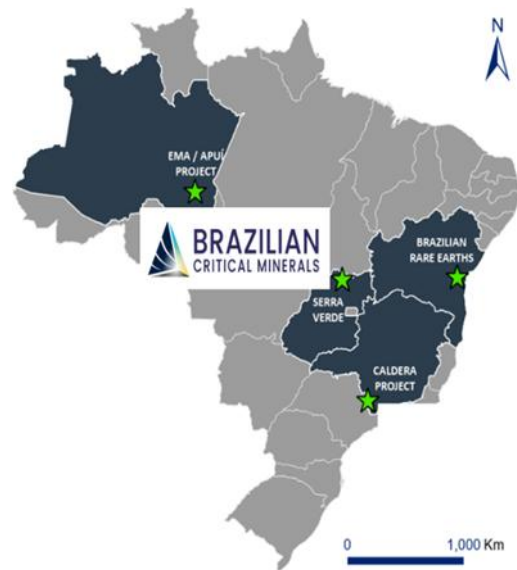 N
EMA / APUÍ
PROJECT
BRAZILIAN
CRITICAL MINERALS
BRAZILIAN
RARE EARTHS
SERRA
VERDE
CALDERA
PROJECT
0 1,000 Km